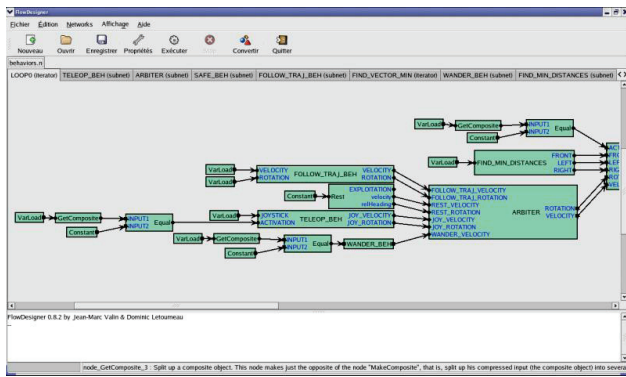 FlowDesigner
Fichier Édition Networks Affichage Aide
Nouveau Ouvrir Enregistrer Propriétés Exécuter Convertir Quitter
behaviors.n
LOOP0 (iterator) TELEOP_BEH (subnet) ARBITER (subnet) SAFE_BEH (subnet) FOLLOW_TRAJ_BEH (subnet) FIND_VECTOR_MIN (iterator) WANDER_BEH (subnet) FIND_MIN_DISTANCES (subnet)
VarLoad GetComposite INPUT1 Equal
Constant INPUT2
VarLoad FIND_MIN_DISTANCES FRONT
LEFT
RIGHT
VarLoad VELOCITY FOLLOW_TRAJ_BEH VELOCITY
VarLoad ROTATION ROTATION
Constant Rest EXPLOITATION
velocity
relHeading
FOLLOW_TRAJ_VELOCITY
FOLLOW_TRAJ_ROTATION
REST_VELOCITY
REST_ROTATION
JOY_VELOCITY
JOY_ROTATION
WANDER_VELOCITY
ARBITER
ROTATION
VELOCITY
VarLoad GetComposite INPUT1 Equal
Constant INPUT2
VarLoad JOYSTICK TELEOP_BEH JOY_VELOCITY
ACTIVATION JOY_ROTATION
VarLoad GetComposite INPUT1 Equal WANDER_BEH
Constant INPUT2
FlowDesigner 0.8.2 by Jean-Marc Valin & Dominic Letourneau
node_GetComposite_3 : Split up a composite object. This node makes just the opposite of the node "MakeComposite", that is, split up his compressed input (the composite object) into severa